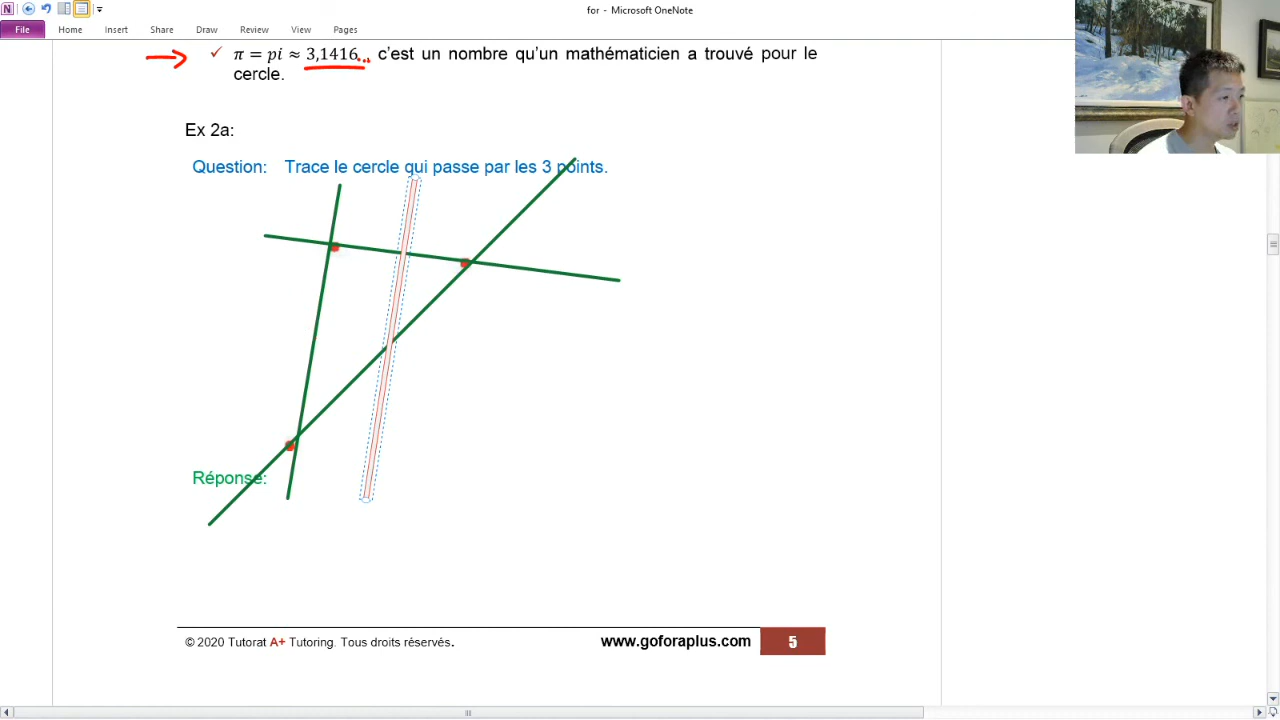 for - Microsoft OneNote
File Home Insert Share Draw Review View Pages
✓ π = pi ≈ 3,1416... c'est un nombre qu'un mathématicien a trouvé pour le
cercle.
Ex 2a:
Question: Trace le cercle qui passe par les 3 points.
Réponse:
© 2020 Tutorat A+ Tutoring. Tous droits réservés. www.goforaplus.com 5